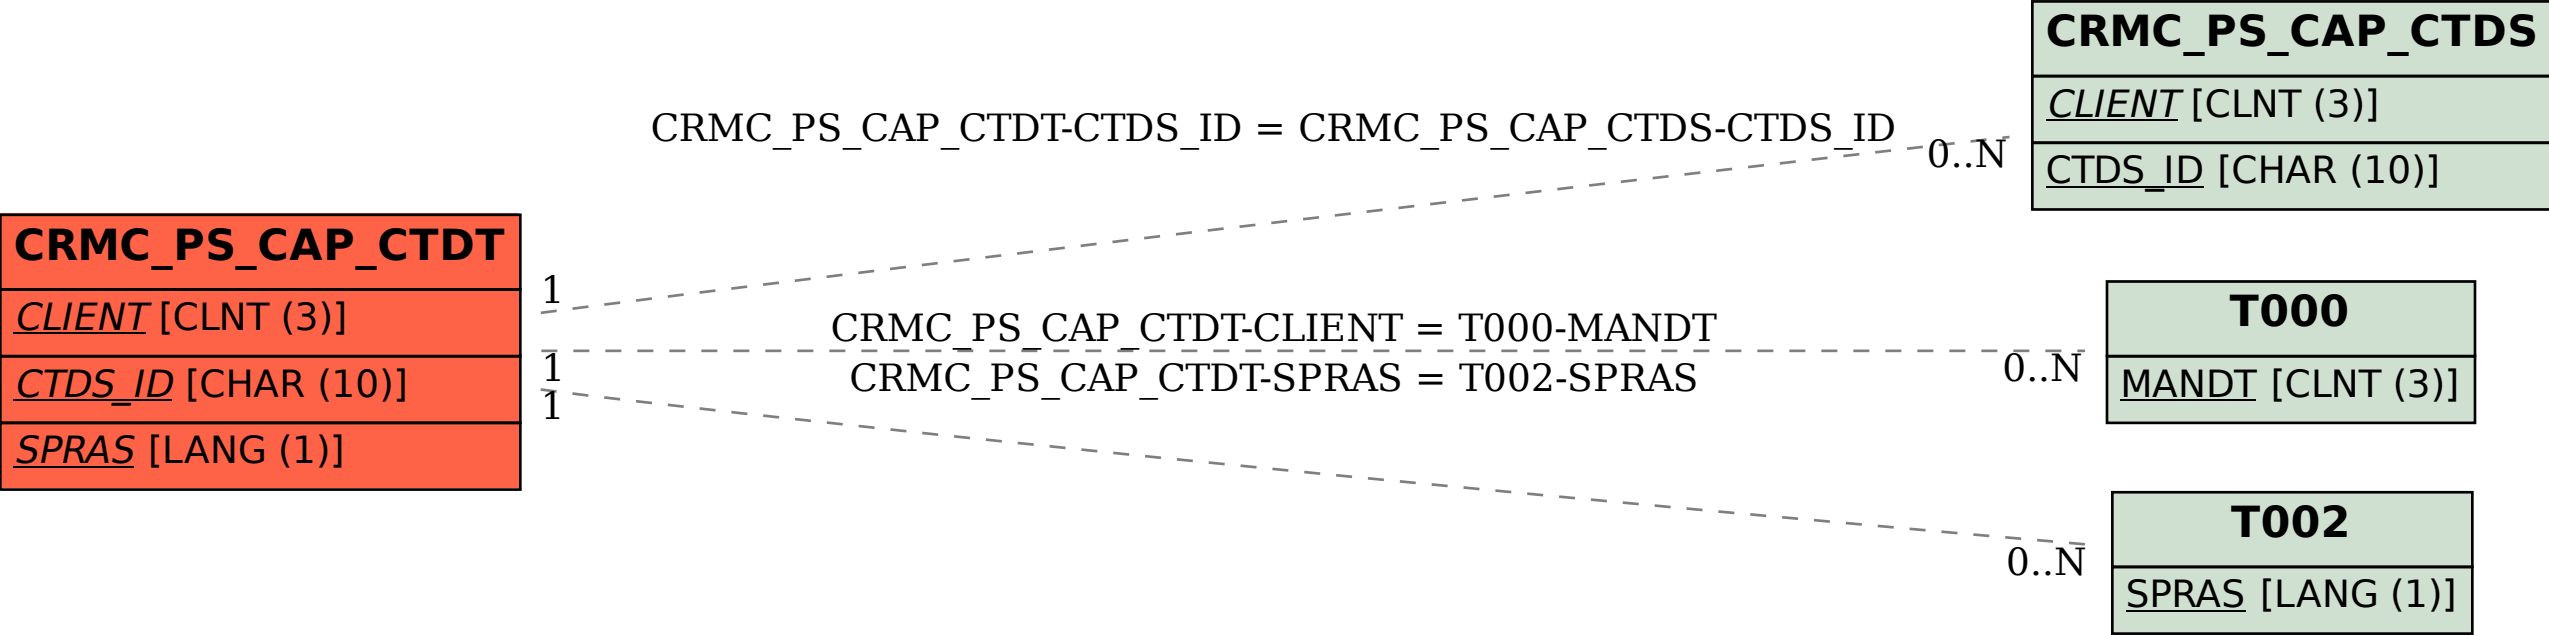 CRMC_PS_CAP_CTDT
CLIENT [CLNT (3)]
CTDS_ID [CHAR (10)]
SPRAS [LANG (1)]
CRMC_PS_CAP_CTDT-CTDS_ID = CRMC_PS_CAP_CTDS-CTDS_ID
1
0..N
CRMC_PS_CAP_CTDT-CLIENT = T000-MANDT
1
0..N
CRMC_PS_CAP_CTDT-SPRAS = T002-SPRAS
1
0..N
CRMC_PS_CAP_CTDS
CLIENT [CLNT (3)]
CTDS_ID [CHAR (10)]
T000
MANDT [CLNT (3)]
T002
SPRAS [LANG (1)]